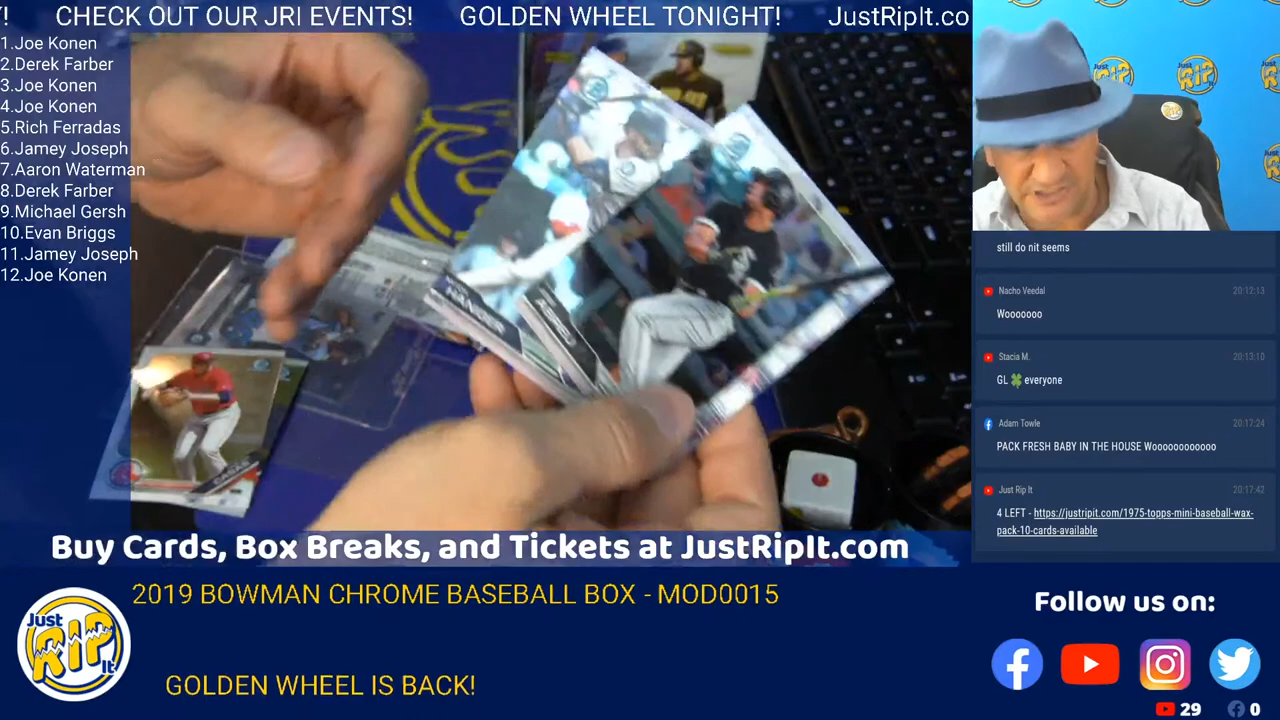 Y! CHECK OUT OUR JRI EVENTS! GOLDEN WHEEL TONIGHT! JustRipIt.co
1.Joe Konen
2.Derek Farber
3.Joe Konen
4.Joe Konen
5.Rich Ferradas
6.Jamey Joseph
7.Aaron Waterman
8.Derek Farber
9.Michael Gersh
10.Evan Briggs
11.Jamey Joseph
12.Joe Konen
HANIGER
CASAS
Just
RIP
It
still do nit seems
Nacho Veedal 20:12:13
Wooooooo
Stacia M. 20:13:10
GL 🍀 everyone
Adam Towle 20:17:24
PACK FRESH BABY IN THE HOUSE Woooooooooooo
Just Rip It 20:17:42
4 LEFT - https://justripit.com/1975-topps-mini-baseball-wax-
pack-10-cards-available
Buy Cards, Box Breaks, and Tickets at JustRipIt.com
2019 BOWMAN CHROME BASEBALL BOX - MOD0015
GOLDEN WHEEL IS BACK!
Just
RIP
It
Follow us on:
29 0